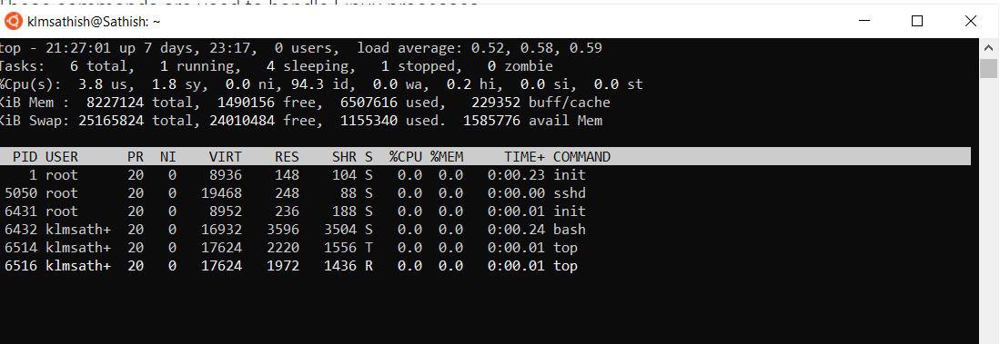 These commands are used to handle Linux processes
klmsathish@Sathish: ~
top - 21:27:01 up 7 days, 23:17,  0 users,  load average: 0.52, 0.58, 0.59
Tasks:   6 total,   1 running,   4 sleeping,   1 stopped,   0 zombie
%Cpu(s):  3.8 us,  1.8 sy,  0.0 ni, 94.3 id,  0.0 wa,  0.2 hi,  0.0 si,  0.0 st
KiB Mem :  8227124 total,  1490156 free,  6507616 used,   229352 buff/cache
KiB Swap: 25165824 total, 24010484 free,  1155340 used.  1585776 avail Mem
PID USER      PR  NI    VIRT    RES    SHR S  %CPU %MEM     TIME+ COMMAND
1 root      20   0    8936    148    104 S   0.0  0.0   0:00.23 init
5050 root      20   0   19468    248     88 S   0.0  0.0   0:00.00 sshd
6431 root      20   0    8952    236    188 S   0.0  0.0   0:00.01 init
6432 klmsath+  20   0   16932   3596   3504 S   0.0  0.0   0:00.24 bash
6514 klmsath+  20   0   17624   2220   1556 T   0.0  0.0   0:00.01 top
6516 klmsath+  20   0   17624   1972   1436 R   0.0  0.0   0:00.01 top